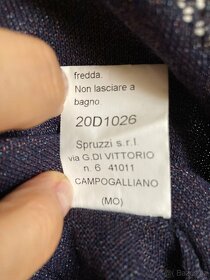 fredda.
Non lasciare a
bagno
20D1026
Spruzzi s.r.l
via G.DI VITTORIO
n. 6 41011
CAMPOGALLIANO
(MO)